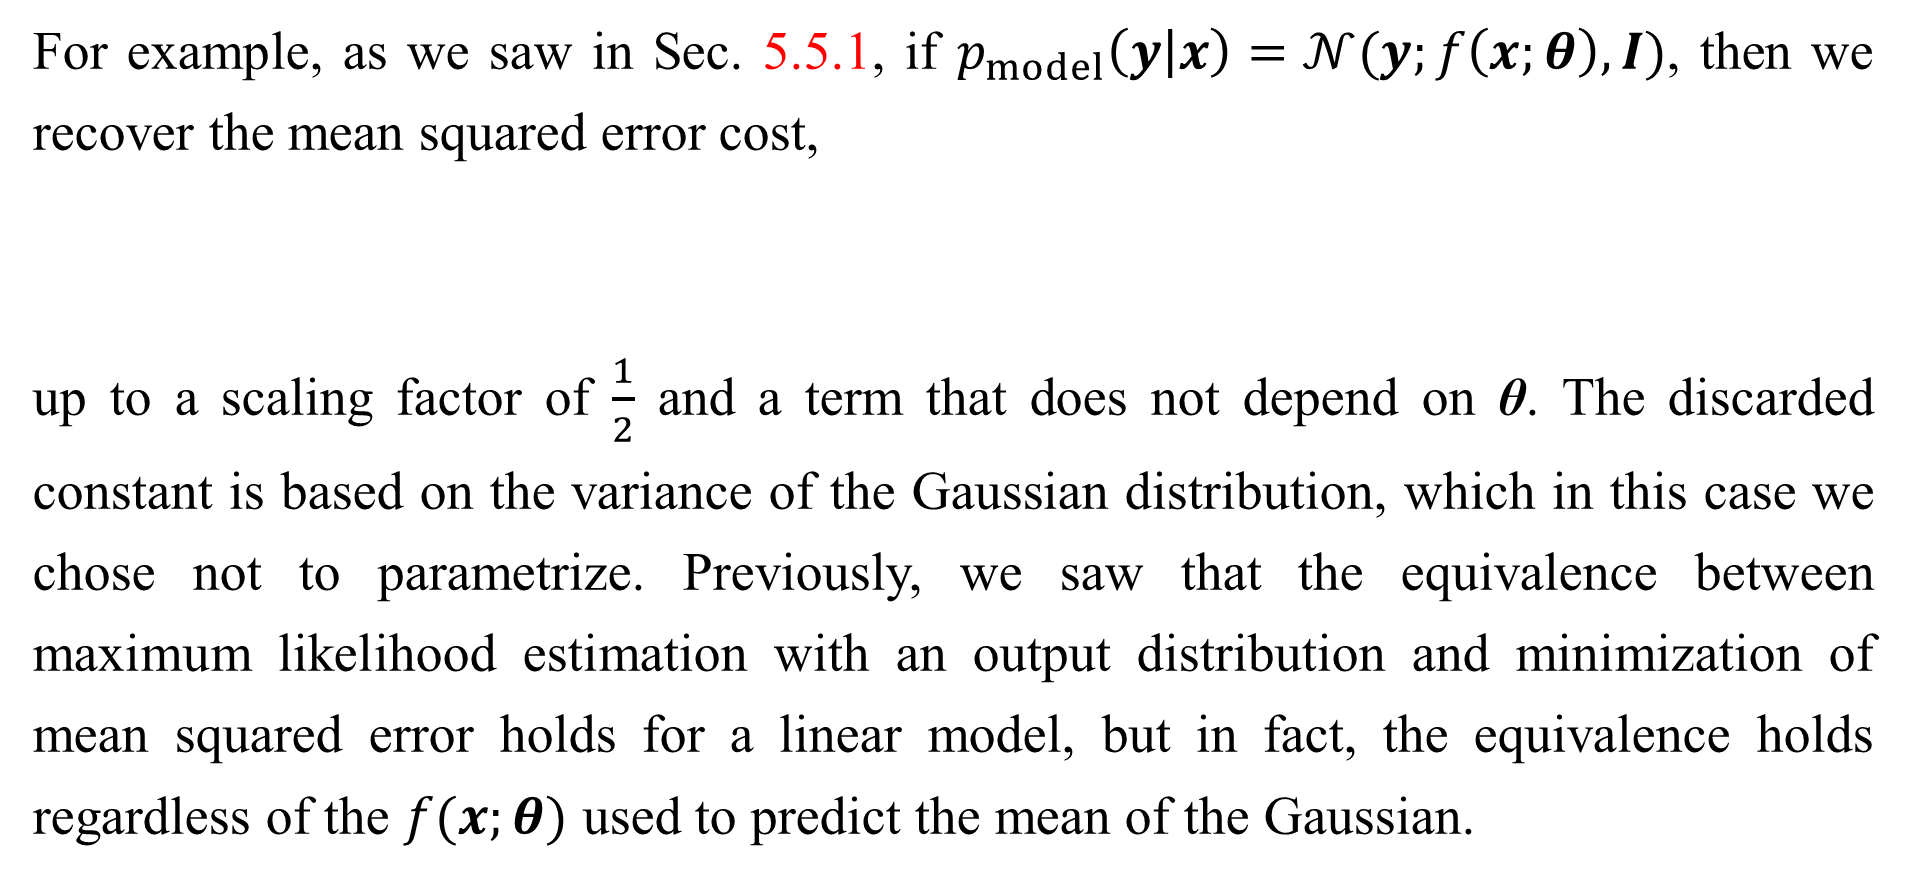 For example, as we saw in Sec. 5.5.1, if p_model(y|x) = 𝒩(y; f(x; θ), I), then we
recover the mean squared error cost,
up to a scaling factor of 1/2 and a term that does not depend on θ. The discarded
constant is based on the variance of the Gaussian distribution, which in this case we
chose not to parametrize. Previously, we saw that the equivalence between
maximum likelihood estimation with an output distribution and minimization of
mean squared error holds for a linear model, but in fact, the equivalence holds
regardless of the f(x; θ) used to predict the mean of the Gaussian.